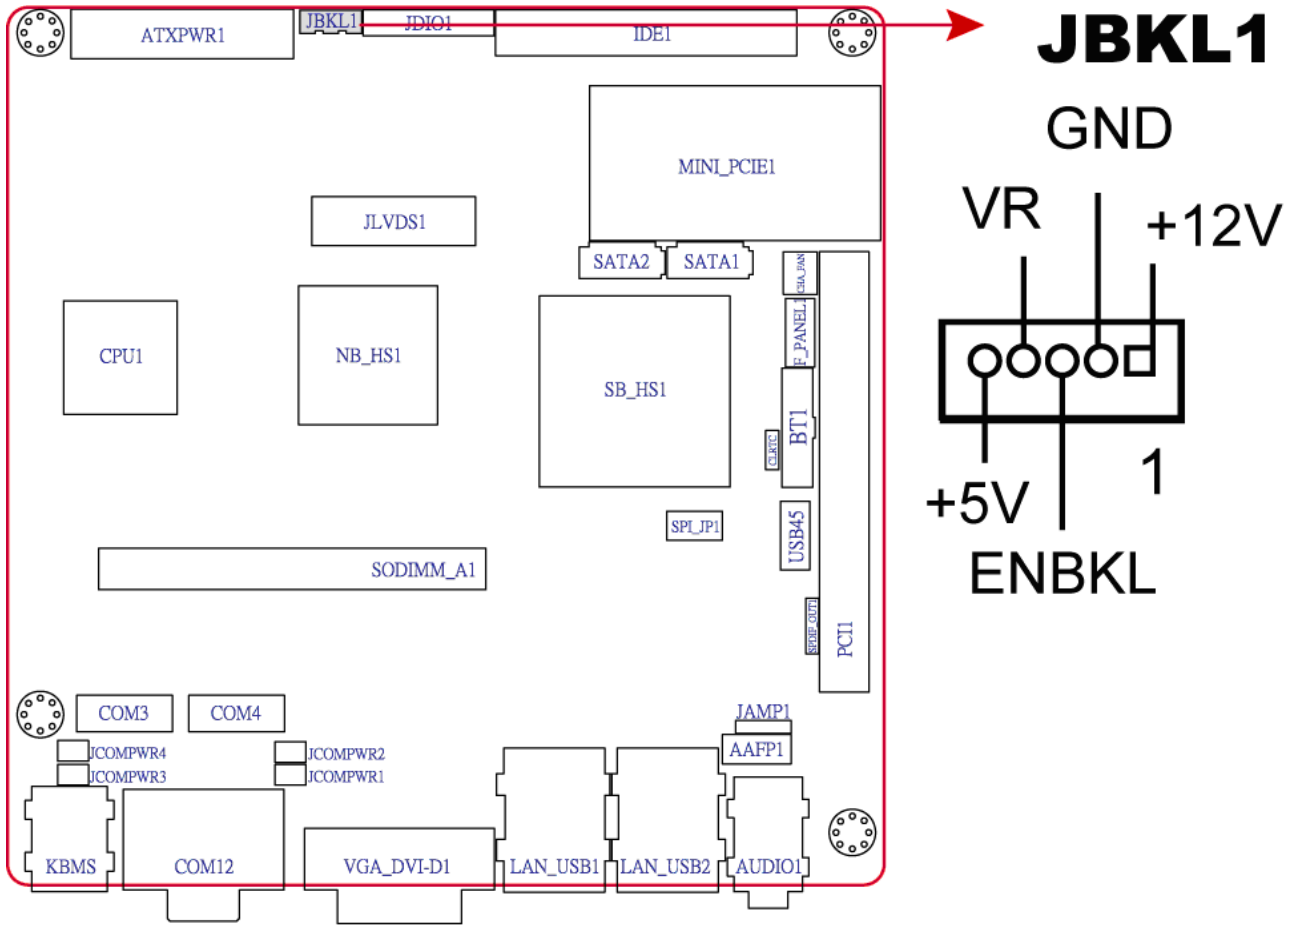 ATXPWR1
JBKL1
JDIO1
IDE1
JBKL1
GND
VR
+12V
MINI_PCIE1
JLVDS1
SATA2
SATA1
CHA_FAN
F_PANEL1
CPU1
NB_HS1
SB_HS1
BT1
CLRTC
+5V
1
ENBKL
SPI_JP1
USB45
SODIMM_A1
SPDIF_OUT1
PCI1
COM3
COM4
JAMP1
AAFP1
JCOMPWR4
JCOMPWR2
JCOMPWR3
JCOMPWR1
KBMS
COM12
VGA_DVI-D1
LAN_USB1
LAN_USB2
AUDIO1